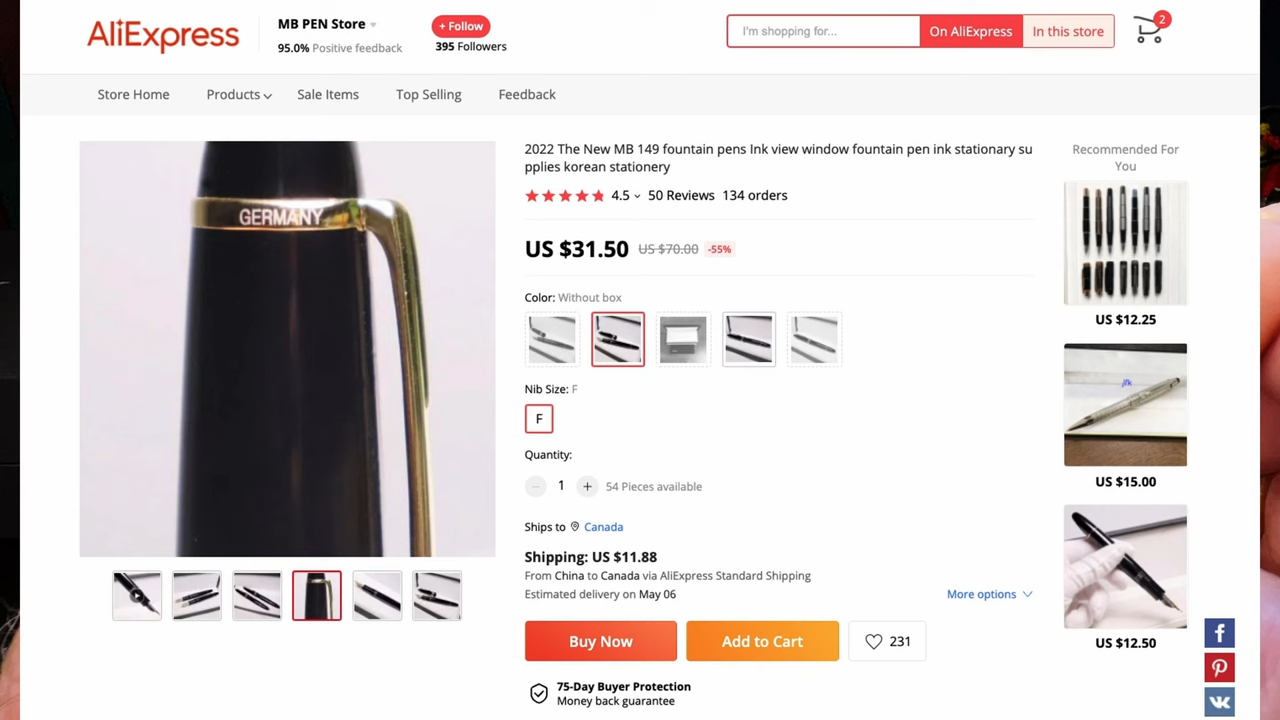 AliExpress
MB PEN Store
95.0% Positive feedback
+ Follow
395 Followers
I'm shopping for...
On AliExpress
In this store
2
Store Home
Products
Sale Items
Top Selling
Feedback
GERMANY
2022 The New MB 149 fountain pens Ink view window fountain pen ink stationary su
pplies korean stationery
4.5
50 Reviews
134 orders
US $31.50
US $70.00
-55%
Color: Without box
Nib Size: F
F
Quantity:
1
+
54 Pieces available
Ships to
Canada
Shipping: US $11.88
From China to Canada via AliExpress Standard Shipping
Estimated delivery on May 06
More options
Buy Now
Add to Cart
231
75-Day Buyer Protection
Money back guarantee
Recommended For
You
US $12.25
US $15.00
US $12.50